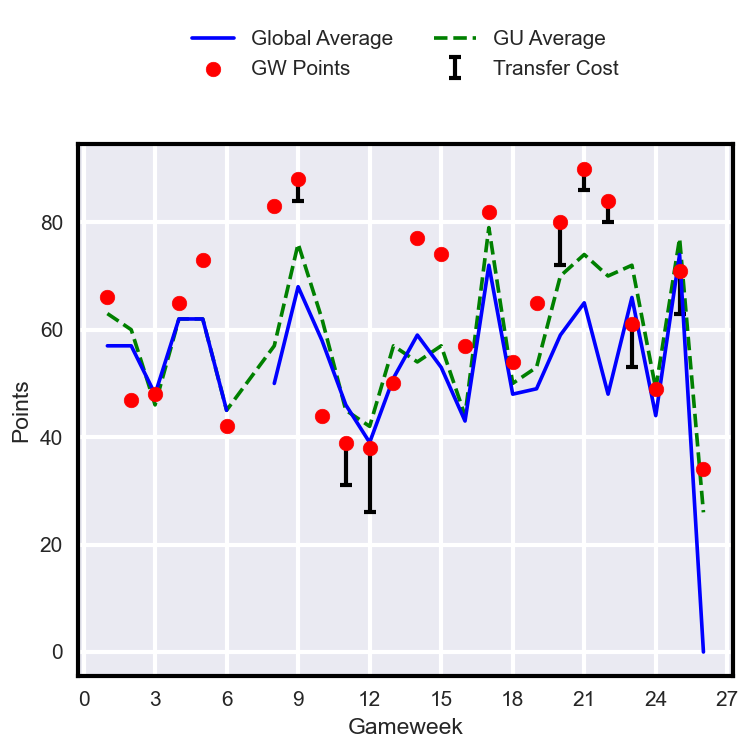 Global Average
GU Average
GW Points
Transfer Cost
Points
80
60
40
20
0
0 3 6 9 12 15 18 21 24 27
Gameweek